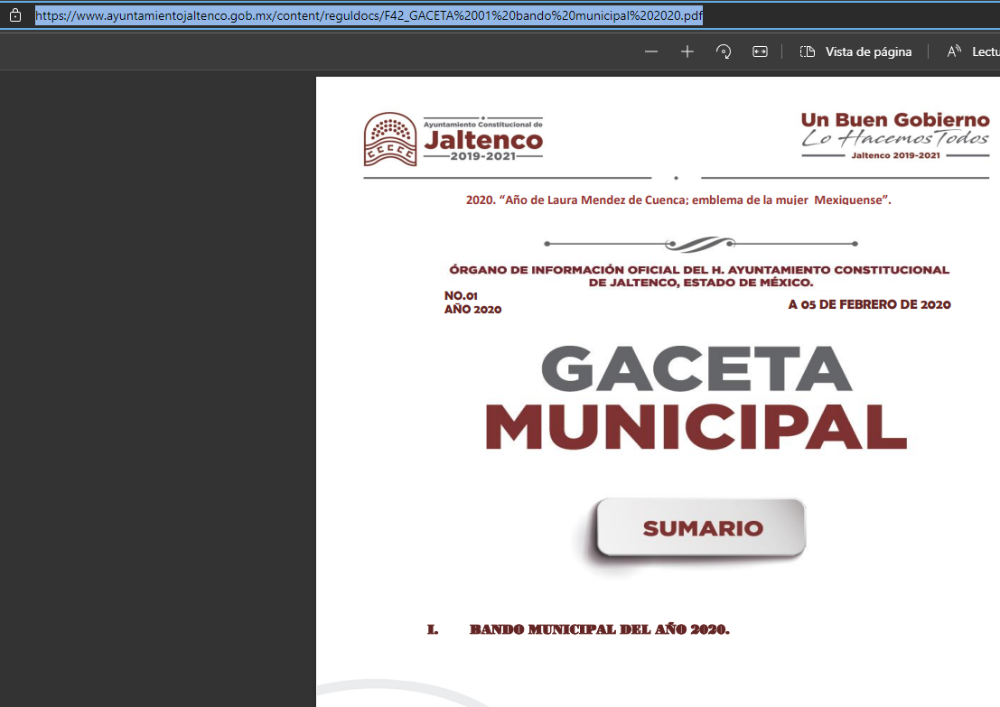 https://www.ayuntamientojaltenco.gob.mx/content/reguldocs/F42_GACETA%2001%20bando%20municipal%202020.pdf
Vista de página
Lectu
Ayuntamiento Constitucional de
Jaltenco
2019-2021
Un Buen Gobierno
Lo Hacemos Todos
Jaltenco 2019-2021
2020. “Año de Laura Mendez de Cuenca; emblema de la mujer Mexiquense”.
ÓRGANO DE INFORMACIÓN OFICIAL DEL H. AYUNTAMIENTO CONSTITUCIONAL
DE JALTENCO, ESTADO DE MÉXICO.
NO.01
AÑO 2020
A 05 DE FEBRERO DE 2020
GACETA
MUNICIPAL
SUMARIO
I. BANDO MUNICIPAL DEL AÑO 2020.